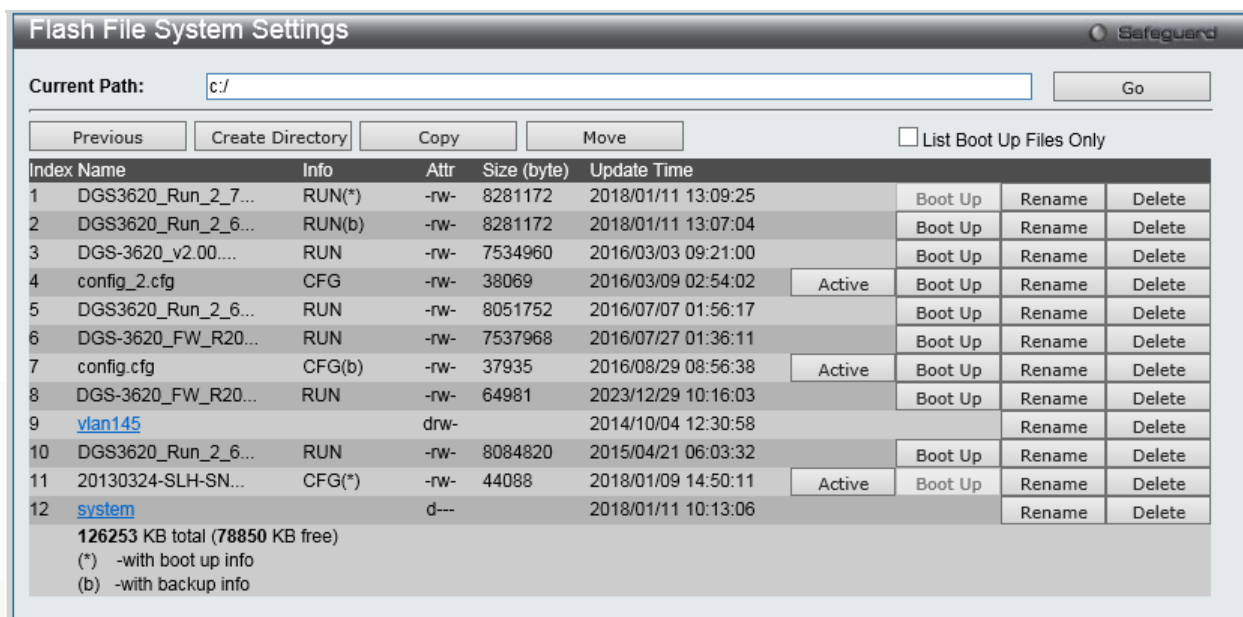 Flash File System Settings
Safeguard
Current Path: c:/ Go
Previous Create Directory Copy Move List Boot Up Files Only
Index Name Info Attr Size (byte) Update Time
1 DGS3620_Run_2_7... RUN(*) -rw- 8281172 2018/01/11 13:09:25 Boot Up Rename Delete
2 DGS3620_Run_2_6... RUN(b) -rw- 8281172 2018/01/11 13:07:04 Boot Up Rename Delete
3 DGS-3620_v2.00.... RUN -rw- 7534960 2016/03/03 09:21:00 Boot Up Rename Delete
4 config_2.cfg CFG -rw- 38069 2016/03/09 02:54:02 Active Boot Up Rename Delete
5 DGS3620_Run_2_6... RUN -rw- 8051752 2016/07/07 01:56:17 Boot Up Rename Delete
6 DGS-3620_FW_R20... RUN -rw- 7537968 2016/07/27 01:36:11 Boot Up Rename Delete
7 config.cfg CFG(b) -rw- 37935 2016/08/29 08:56:38 Active Boot Up Rename Delete
8 DGS-3620_FW_R20... RUN -rw- 64981 2023/12/29 10:16:03 Boot Up Rename Delete
9 vlan145 drw- 2014/10/04 12:30:58 Rename Delete
10 DGS3620_Run_2_6... RUN -rw- 8084820 2015/04/21 06:03:32 Boot Up Rename Delete
11 20130324-SLH-SN... CFG(*) -rw- 44088 2018/01/09 14:50:11 Active Boot Up Rename Delete
12 system d--- 2018/01/11 10:13:06 Rename Delete
126253 KB total (78850 KB free)
(*) -with boot up info
(b) -with backup info